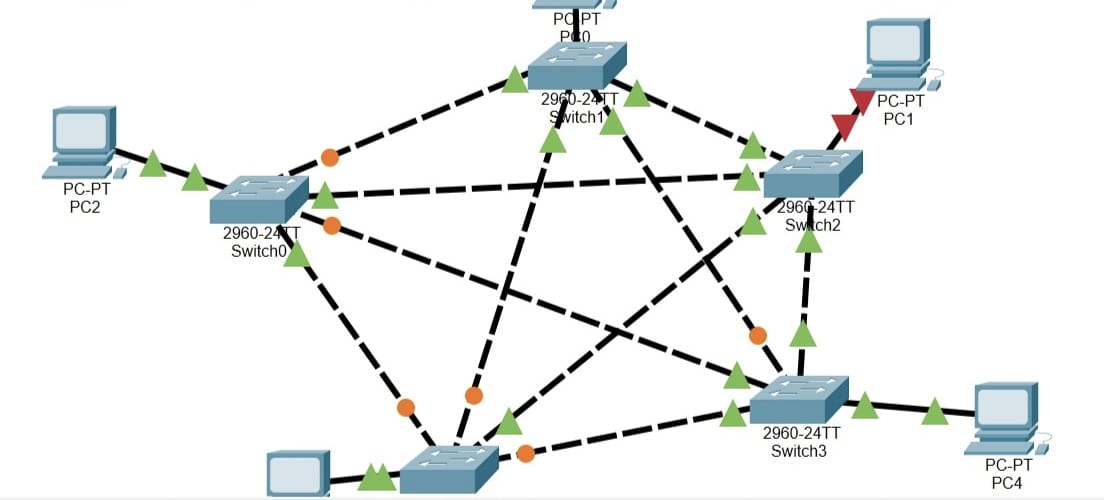 PC-PT
PC0
2960-24TT
Switch1
PC-PT
PC1
PC-PT
PC2
2960-24TT
Switch0
2960-24TT
Switch2
2960-24TT
Switch3
PC-PT
PC4